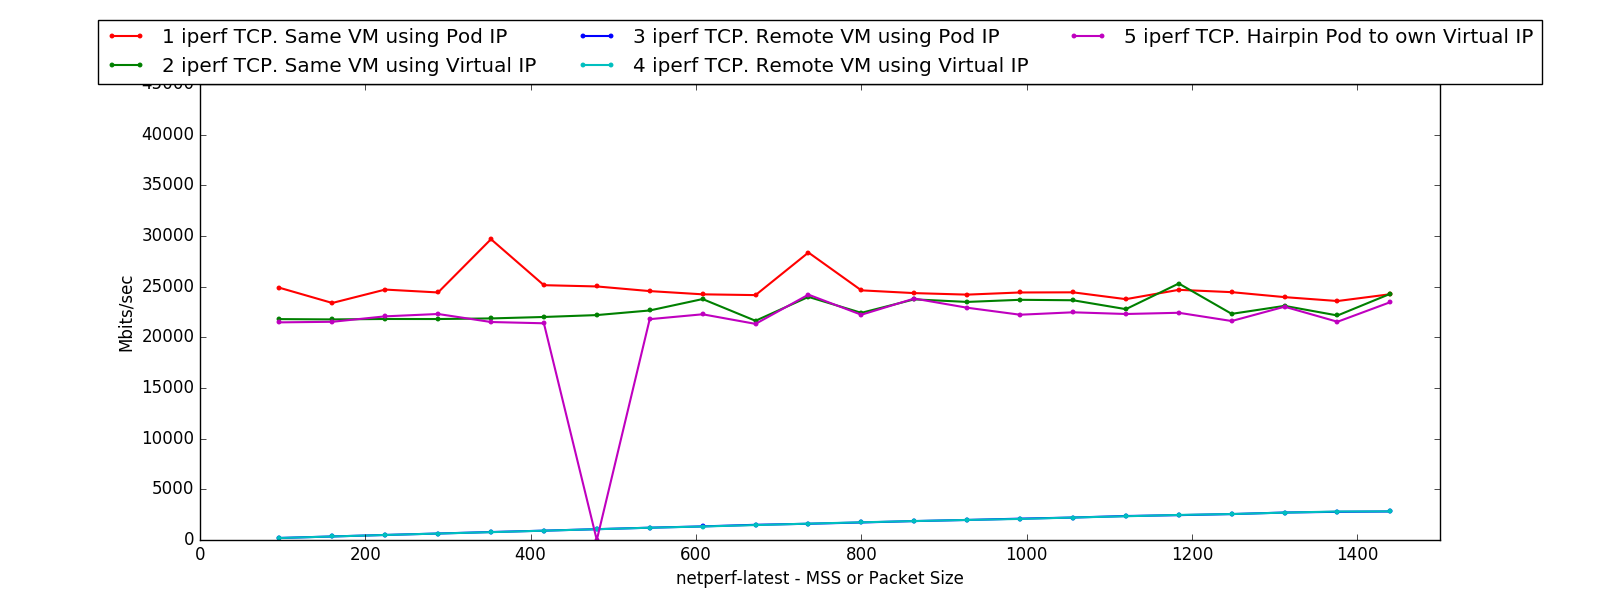 1 iperf TCP. Same VM using Pod IP
2 iperf TCP. Same VM using Virtual IP
3 iperf TCP. Remote VM using Pod IP
4 iperf TCP. Remote VM using Virtual IP
5 iperf TCP. Hairpin Pod to own Virtual IP
45000
40000
35000
30000
25000
20000
15000
10000
5000
0
Mbits/sec
0 200 400 600 800 1000 1200 1400
netperf-latest - MSS or Packet Size